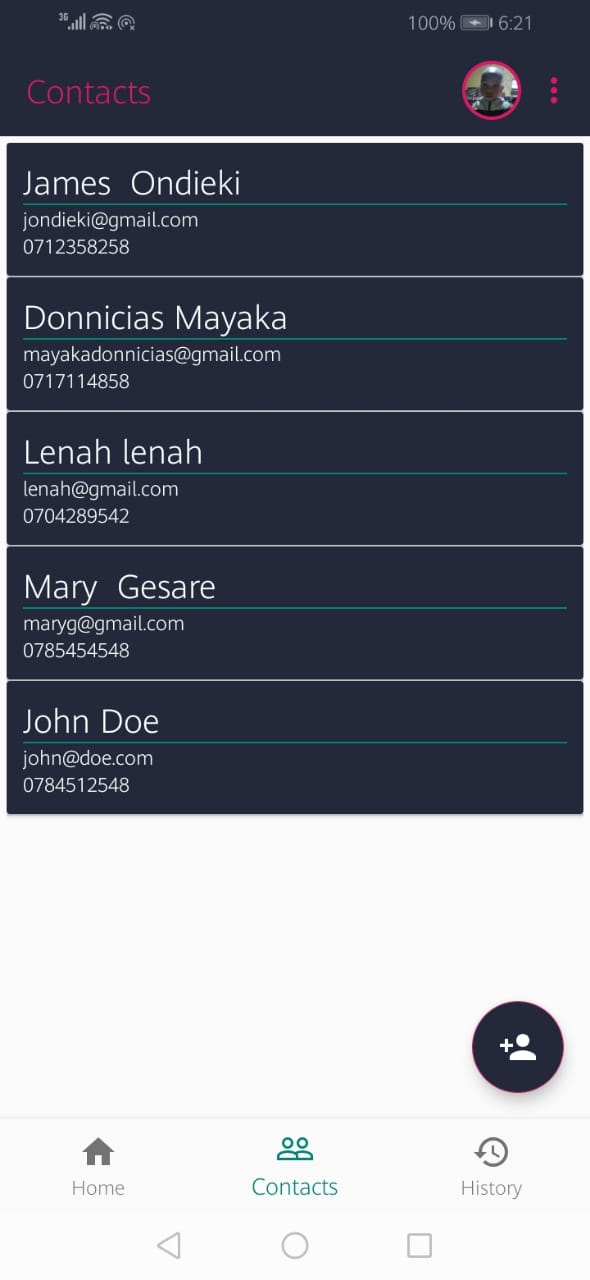 3G 100% 6:21
Contacts
James  Ondieki
jondieki@gmail.com
0712358258
Donnicias Mayaka
mayakadonnicias@gmail.com
0717114858
Lenah lenah
lenah@gmail.com
0704289542
Mary  Gesare
maryg@gmail.com
0785454548
John Doe
john@doe.com
0784512548
Home Contacts History